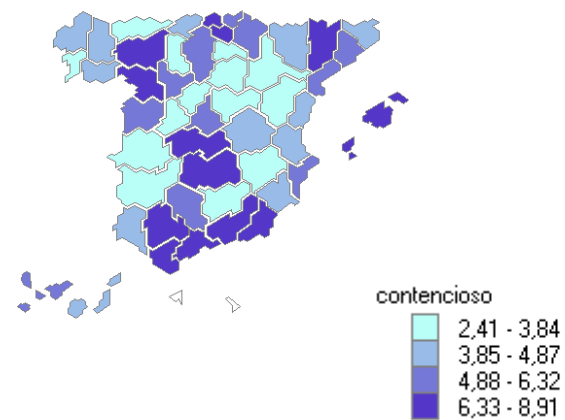 contencioso
2,41 - 3,84
3,85 - 4,87
4,88 - 6,32
6,33 - 8,91